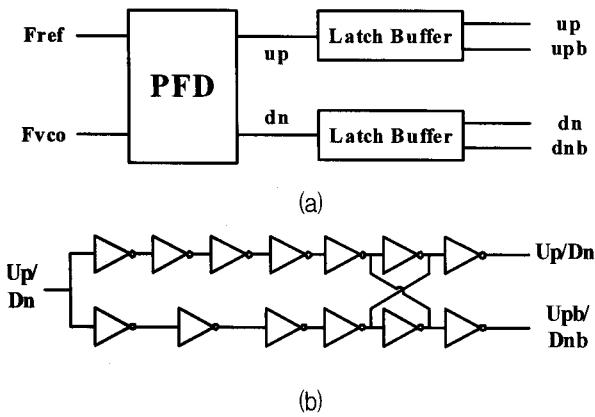 Fref
Fvco
PFD
up
dn
Latch Buffer
Latch Buffer
up
upb
dn
dnb
(a)
Up/
Dn
Up/Dn
Upb/
Dnb
(b)